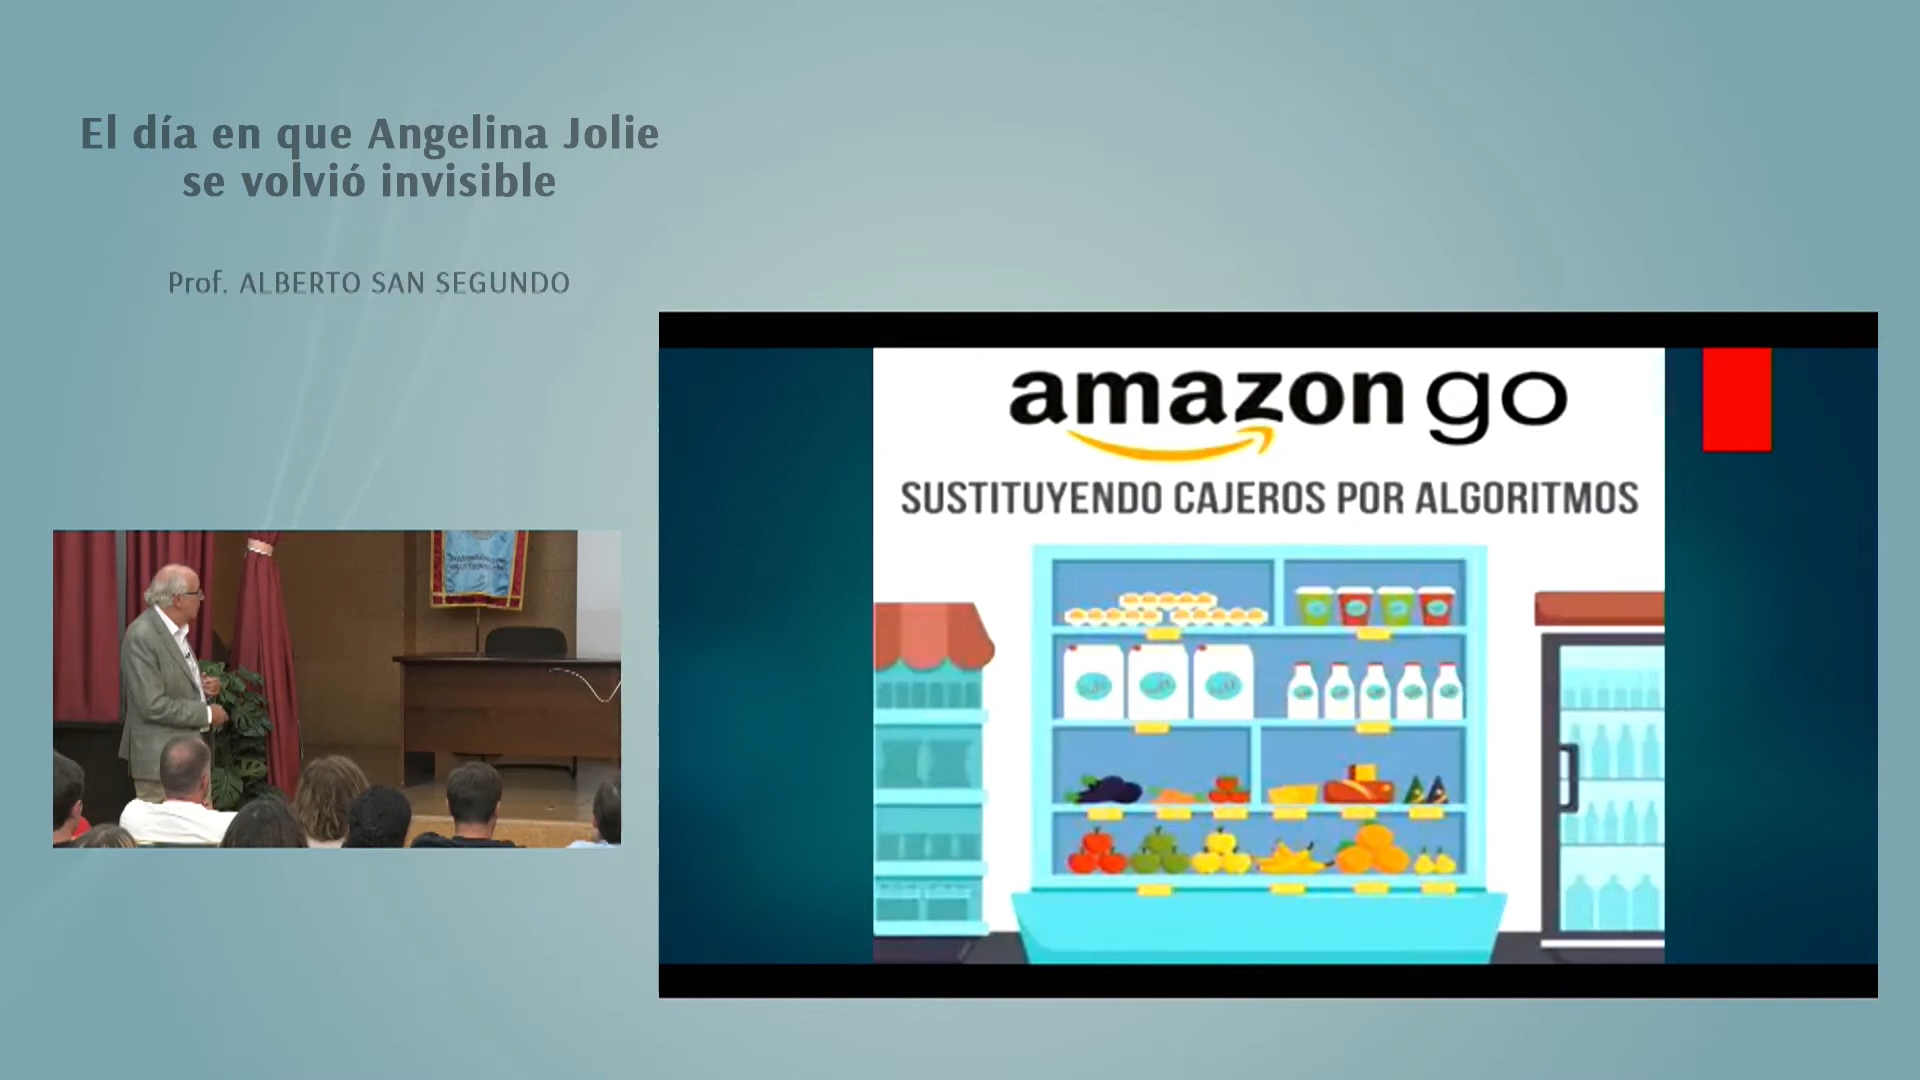 El día en que Angelina Jolie
se volvió invisible
Prof. ALBERTO SAN SEGUNDO
amazon go
SUSTITUYENDO CAJEROS POR ALGORITMOS